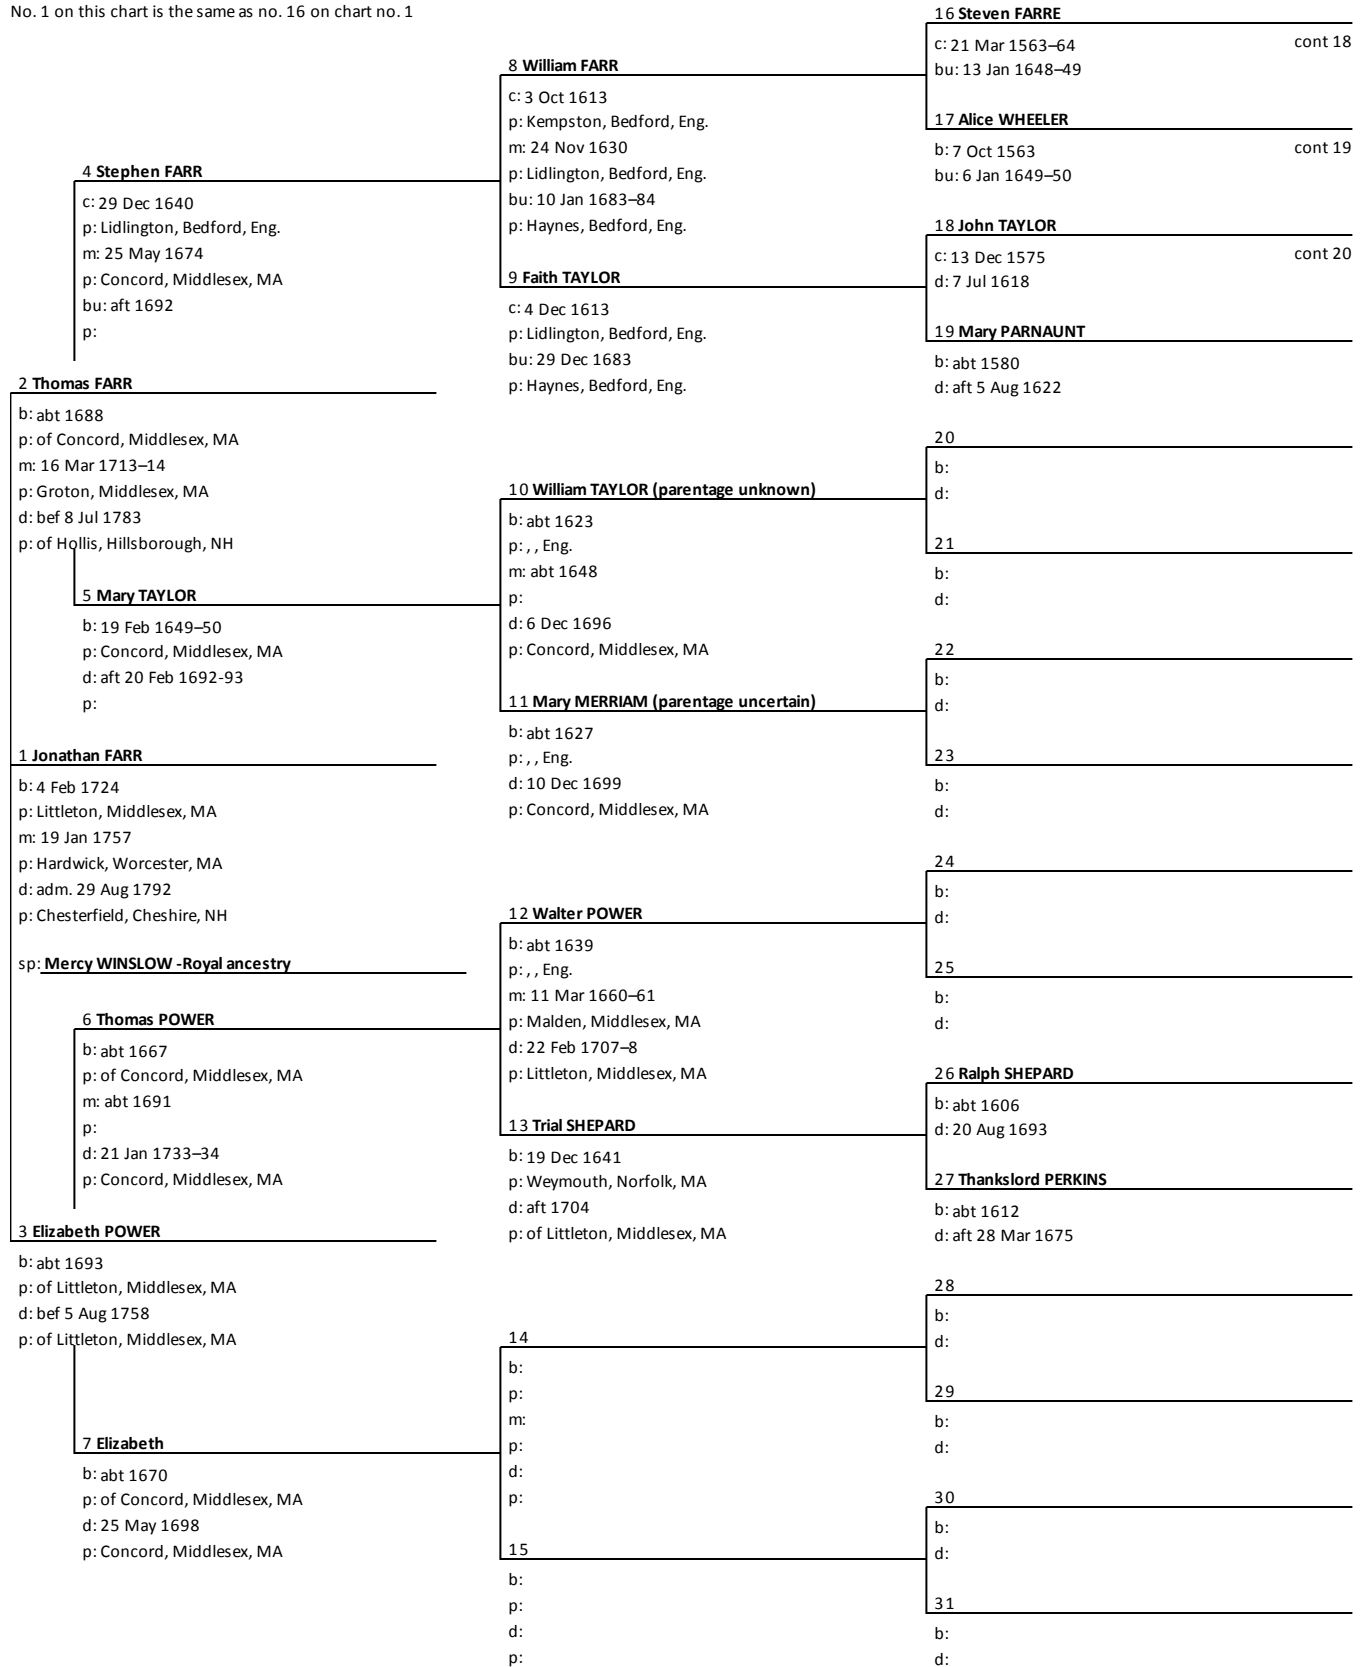 No. 1 on this chart is the same as no. 16 on chart no. 1
16 Steven FARRE
c: 21 Mar 1563–64
cont 18
bu: 13 Jan 1648–49
8 William FARR
c: 3 Oct 1613
p: Kempston, Bedford, Eng.
m: 24 Nov 1630
p: Lidlington, Bedford, Eng.
bu: 10 Jan 1683–84
p: Haynes, Bedford, Eng.
17 Alice WHEELER
b: 7 Oct 1563
cont 19
bu: 6 Jan 1649–50
4 Stephen FARR
c: 29 Dec 1640
p: Lidlington, Bedford, Eng.
m: 25 May 1674
p: Concord, Middlesex, MA
bu: aft 1692
p:
18 John TAYLOR
c: 13 Dec 1575
cont 20
d: 7 Jul 1618
9 Faith TAYLOR
c: 4 Dec 1613
p: Lidlington, Bedford, Eng.
bu: 29 Dec 1683
p: Haynes, Bedford, Eng.
19 Mary PARNAUNT
b: abt 1580
d: aft 5 Aug 1622
2 Thomas FARR
b: abt 1688
p: of Concord, Middlesex, MA
m: 16 Mar 1713–14
p: Groton, Middlesex, MA
d: bef 8 Jul 1783
p: of Hollis, Hillsborough, NH
20
b:
d:
10 William TAYLOR (parentage unknown)
b: abt 1623
p: , , Eng.
m: abt 1648
p:
d: 6 Dec 1696
p: Concord, Middlesex, MA
21
b:
d:
5 Mary TAYLOR
b: 19 Feb 1649–50
p: Concord, Middlesex, MA
d: aft 20 Feb 1692-93
p:
22
b:
d:
11 Mary MERRIAM (parentage uncertain)
b: abt 1627
p: , , Eng.
d: 10 Dec 1699
p: Concord, Middlesex, MA
23
b:
d:
1 Jonathan FARR
b: 4 Feb 1724
p: Littleton, Middlesex, MA
m: 19 Jan 1757
p: Hardwick, Worcester, MA
d: adm. 29 Aug 1792
p: Chesterfield, Cheshire, NH
sp: Mercy WINSLOW -Royal ancestry
24
b:
d:
12 Walter POWER
b: abt 1639
p: , , Eng.
m: 11 Mar 1660–61
p: Malden, Middlesex, MA
d: 22 Feb 1707–8
p: Littleton, Middlesex, MA
25
b:
d:
6 Thomas POWER
b: abt 1667
p: of Concord, Middlesex, MA
m: abt 1691
p:
d: 21 Jan 1733–34
p: Concord, Middlesex, MA
26 Ralph SHEPARD
b: abt 1606
d: 20 Aug 1693
13 Trial SHEPARD
b: 19 Dec 1641
p: Weymouth, Norfolk, MA
d: aft 1704
p: of Littleton, Middlesex, MA
27 Thankslord PERKINS
b: abt 1612
d: aft 28 Mar 1675
3 Elizabeth POWER
b: abt 1693
p: of Littleton, Middlesex, MA
d: bef 5 Aug 1758
p: of Littleton, Middlesex, MA
28
b:
d:
14
b:
p:
m:
p:
d:
p:
29
b:
d:
7 Elizabeth
b: abt 1670
p: of Concord, Middlesex, MA
d: 25 May 1698
p: Concord, Middlesex, MA
30
b:
d:
15
b:
p:
d:
p:
31
b:
d: